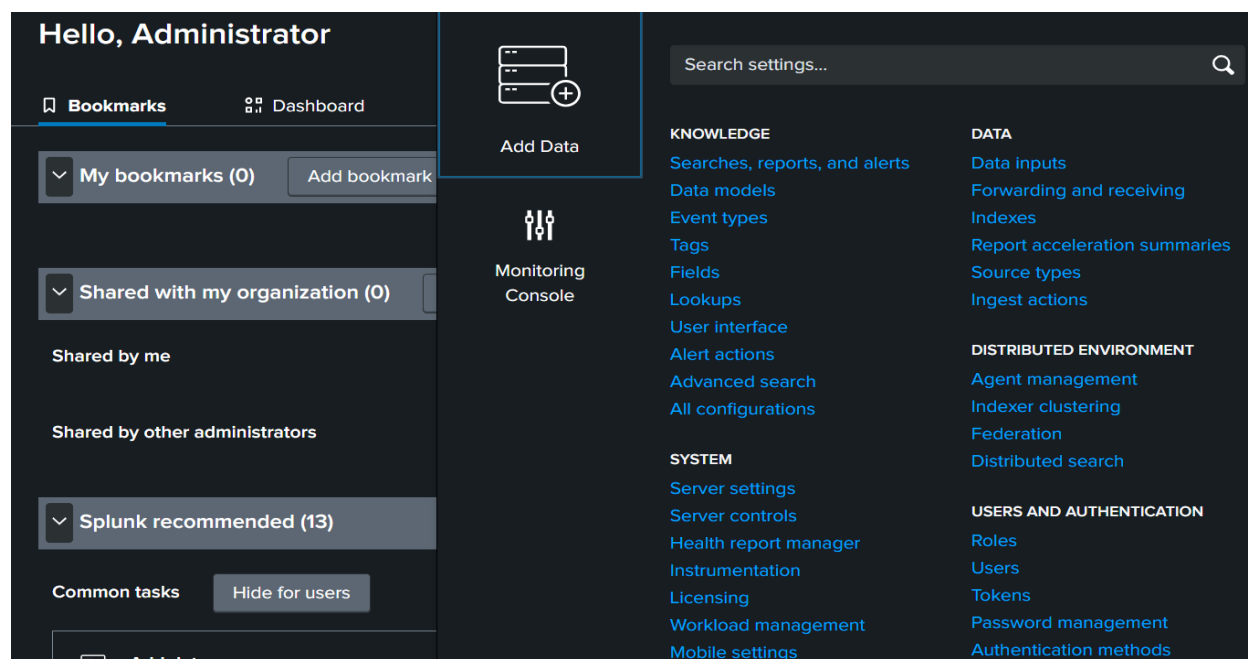 Hello, Administrator
Bookmarks
Dashboard
My bookmarks (0)
Add bookmark
Shared with my organization (0)
Shared by me
Shared by other administrators
Splunk recommended (13)
Common tasks
Hide for users
Add Data
Monitoring
Console
Search settings...
KNOWLEDGE
Searches, reports, and alerts
Data models
Event types
Tags
Fields
Lookups
User interface
Alert actions
Advanced search
All configurations
SYSTEM
Server settings
Server controls
Health report manager
Instrumentation
Licensing
Workload management
Mobile settings
DATA
Data inputs
Forwarding and receiving
Indexes
Report acceleration summaries
Source types
Ingest actions
DISTRIBUTED ENVIRONMENT
Agent management
Indexer clustering
Federation
Distributed search
USERS AND AUTHENTICATION
Roles
Users
Tokens
Password management
Authentication methods